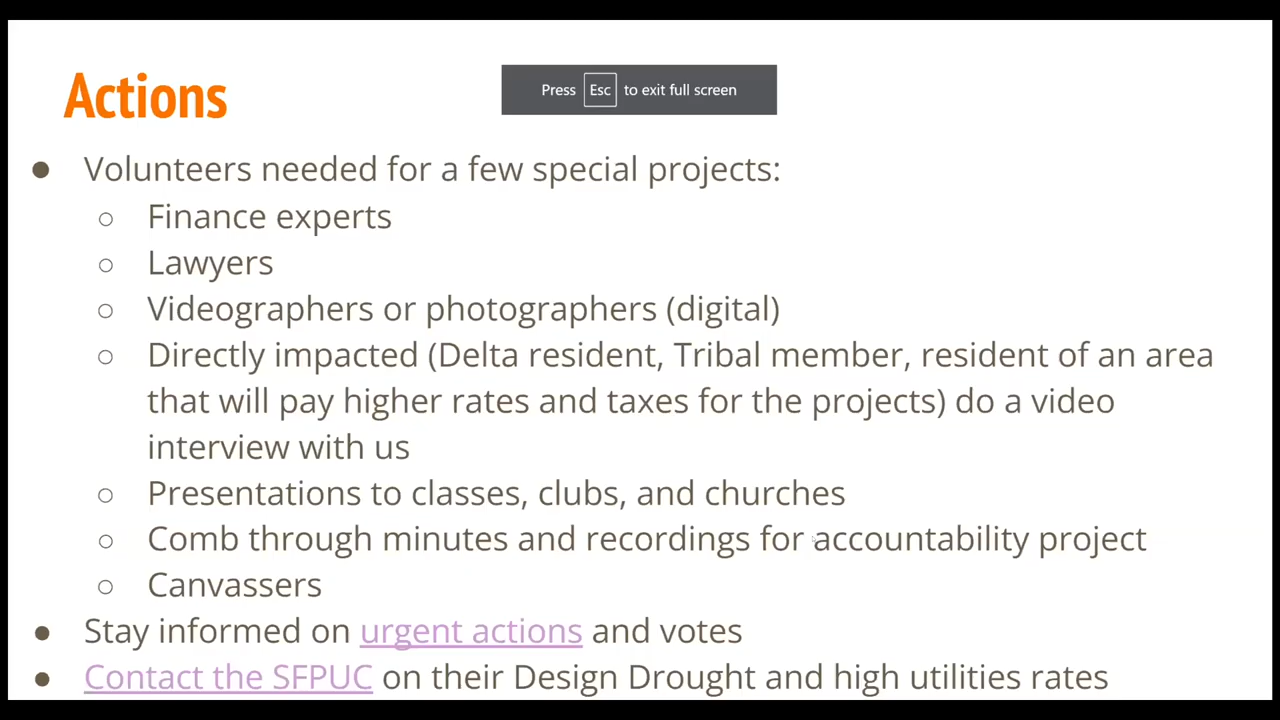 Actions
Press Esc to exit full screen
● Volunteers needed for a few special projects:
○ Finance experts
○ Lawyers
○ Videographers or photographers (digital)
○ Directly impacted (Delta resident, Tribal member, resident of an area
that will pay higher rates and taxes for the projects) do a video
interview with us
○ Presentations to classes, clubs, and churches
○ Comb through minutes and recordings for accountability project
○ Canvassers
● Stay informed on urgent actions and votes
● Contact the SFPUC on their Design Drought and high utilities rates